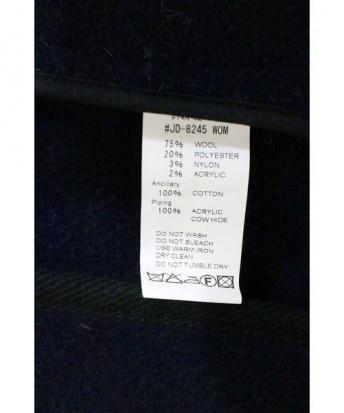 #JD-8245 WOM
75% WOOL
20% POLYESTER
3% NYLON
2% ACRYLIC
Ancillary
100% COTTON
Piping
100% ACRYLIC
COW HIDE
DO NOT WASH
DO NOT BLEACH
USE WARM IRON
DRY CLEAN
DO NOT TUMBLE DRY
F